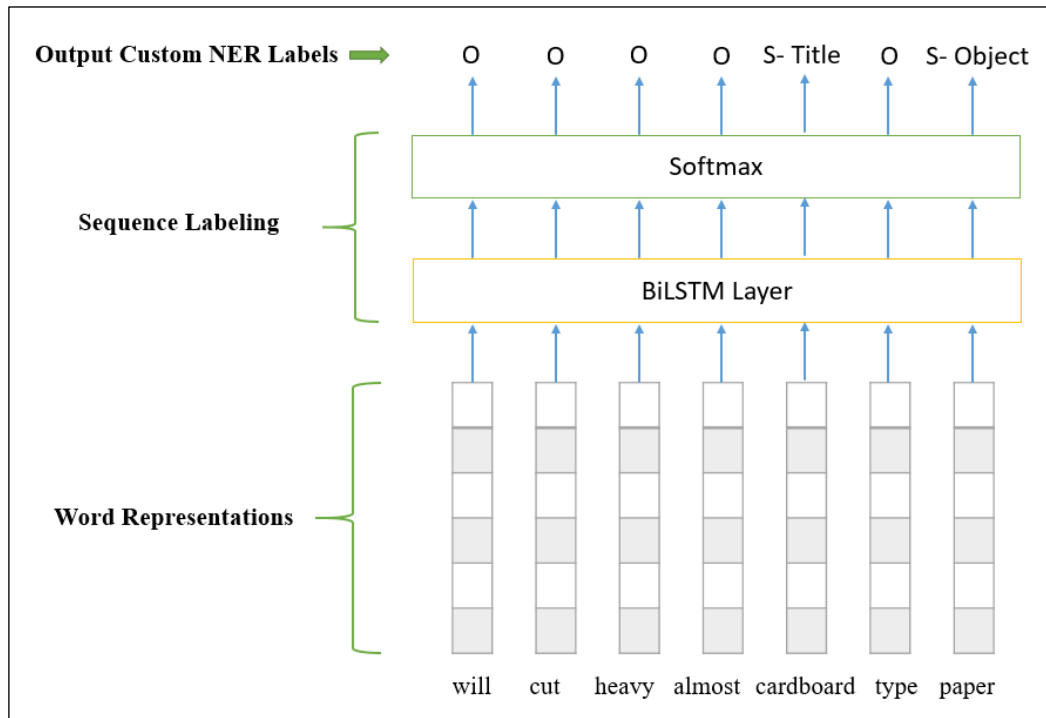 Output Custom NER Labels O O O O S- Title O S- Object
Softmax
Sequence Labeling
BiLSTM Layer
Word Representations
will cut heavy almost cardboard type paper